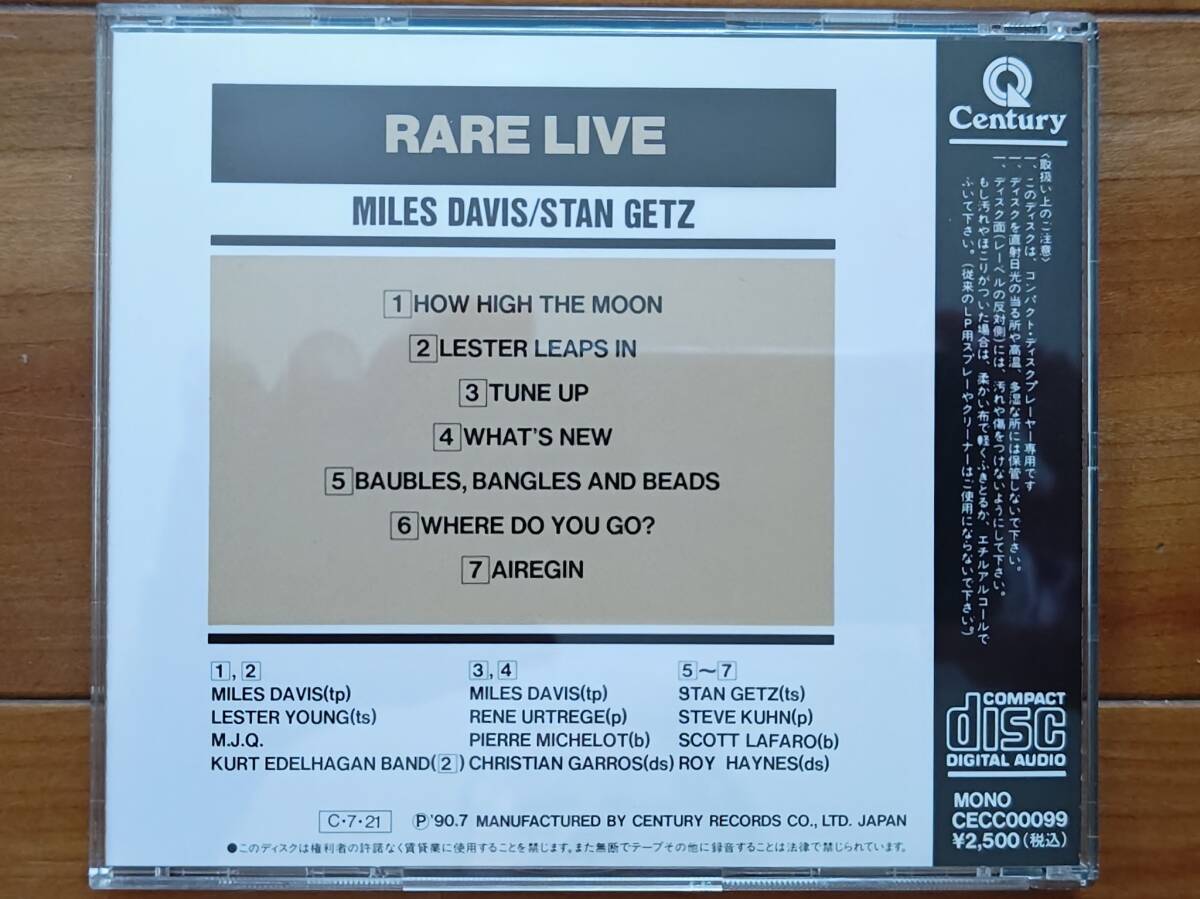 RARE LIVE
MILES DAVIS/STAN GETZ
1 HOW HIGH THE MOON
2 LESTER LEAPS IN
3 TUNE UP
4 WHAT'S NEW
5 BAUBLES, BANGLES AND BEADS
6 WHERE DO YOU GO?
7 AIREGIN
1, 2
MILES DAVIS(tp)
LESTER YOUNG(ts)
M.J.Q.
KURT EDELHAGAN BAND(2)
3, 4
MILES DAVIS(tp)
RENE URTREGE(p)
PIERRE MICHELOT(b)
CHRISTIAN GARROS(ds)
5~7
STAN GETZ(ts)
STEVE KUHN(p)
SCOTT LAFARO(b)
ROY HAYNES(ds)
C・7・21 Ⓟ'90.7 MANUFACTURED BY CENTURY RECORDS CO., LTD. JAPAN
●このディスクは権利者の許諾なく賃貸業に使用することを禁じます。また無断でテープその他に録音することは法律で禁じられています。
Century
〈取扱い上のご注意〉
一、このディスクは、コンパクト・ディスクプレーヤー専用です
一、ディスクを直射日光の当る所や高温、多湿な所には保管しないで下さい。
一、ディスク面(レーベルの反対側)には、汚れや傷をつけないようにして下さい。
もし汚れやほこりがついた場合は、柔かい布で軽くふきとるか、エチルアルコールで
ふいて下さい。(従来のLP用スプレーやクリーナーはご使用にならないで下さい。)
COMPACT
disc
DIGITAL AUDIO
MONO
CECC00099
¥2,500(税込)